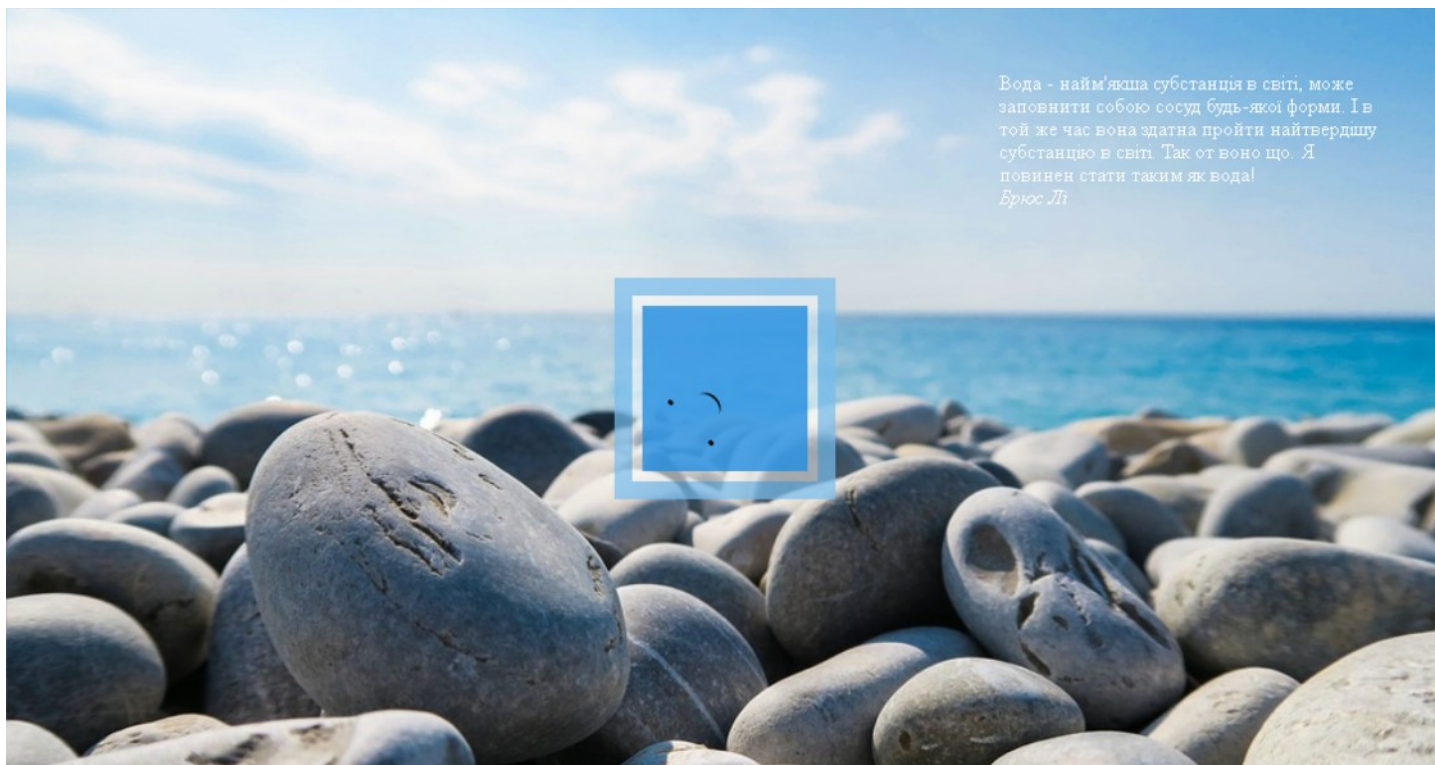 Вода - найм'якша субстанція в світі, може
заповнити собою сосуд будь-якої форми. І в
той же час вона здатна пройти найтвердішу
субстанцію в світі. Так от воно що. Я
повинен стати таким як вода!
Брюс Лі